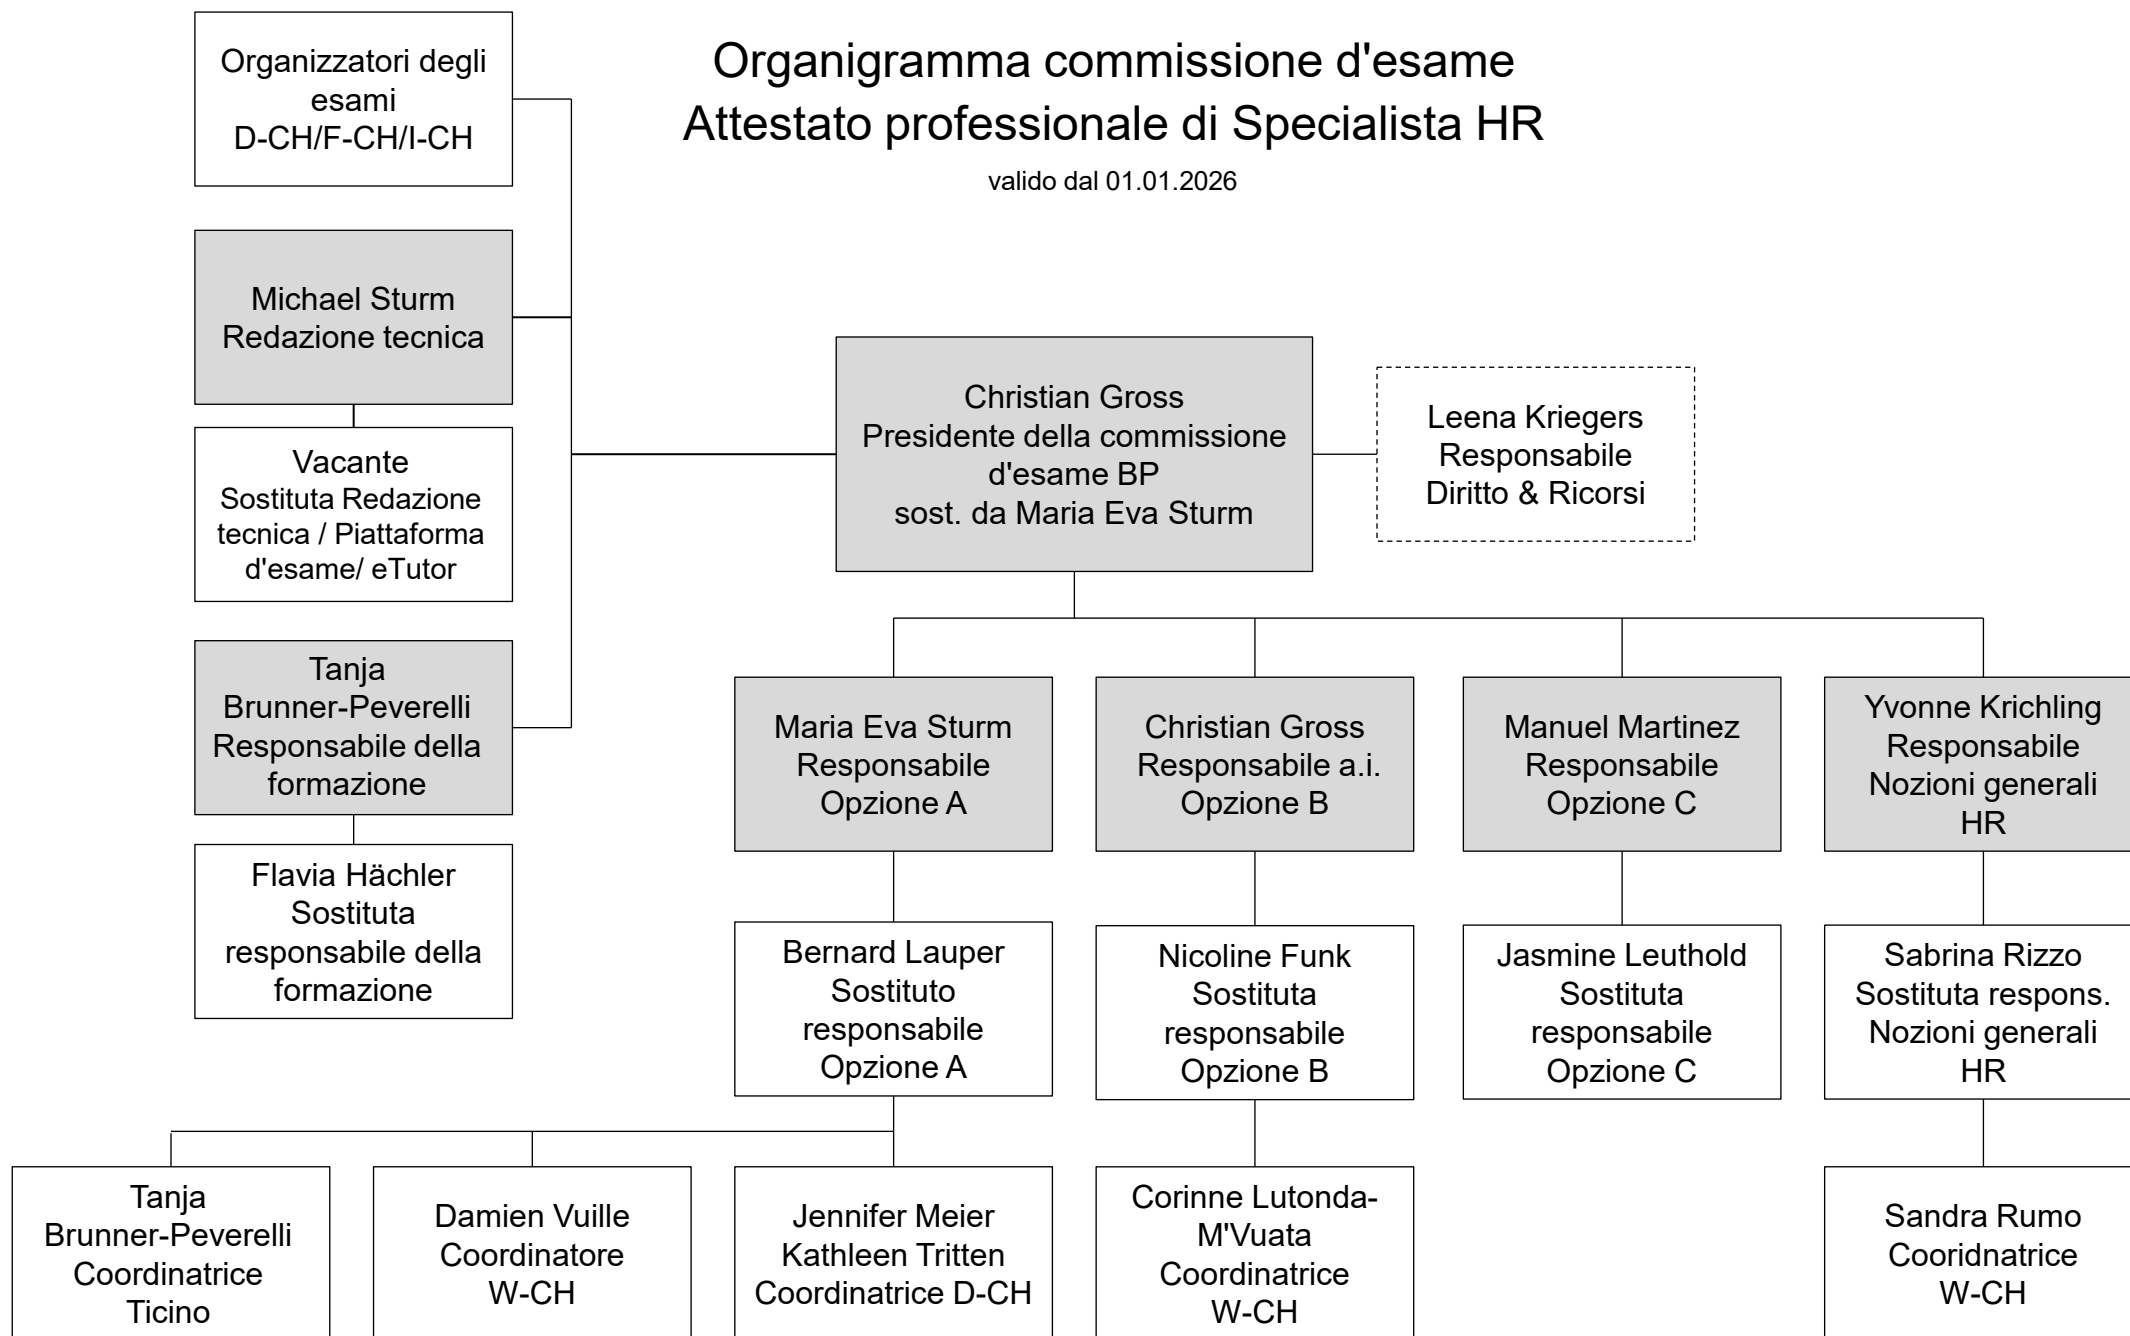 Organigramma commissione d'esame
Attestato professionale di Specialista HR
valido dal 01.01.2026
Organizzatori degli
esami
D-CH/F-CH/I-CH
Michael Sturm
Redazione tecnica
Vacante
Sostituta Redazione
tecnica / Piattaforma
d'esame/ eTutor
Tanja
Brunner-Peverelli
Responsabile della
formazione
Flavia Hächler
Sostituta
responsabile della
formazione
Christian Gross
Presidente della commissione
d'esame BP
sost. da Maria Eva Sturm
Leena Kriegers
Responsabile
Diritto & Ricorsi
Maria Eva Sturm
Responsabile
Opzione A
Christian Gross
Responsabile a.i.
Opzione B
Manuel Martinez
Responsabile
Opzione C
Yvonne Krichling
Responsabile
Nozioni generali
HR
Bernard Lauper
Sostituto
responsabile
Opzione A
Nicoline Funk
Sostituta
responsabile
Opzione B
Jasmine Leuthold
Sostituta
responsabile
Opzione C
Sabrina Rizzo
Sostituta respons.
Nozioni generali
HR
Tanja
Brunner-Peverelli
Coordinatrice
Ticino
Damien Vuille
Coordinatore
W-CH
Jennifer Meier
Kathleen Tritten
Coordinatrice D-CH
Corinne Lutonda-
M'Vuata
Coordinatrice
W-CH
Sandra Rumo
Cooridnatrice
W-CH